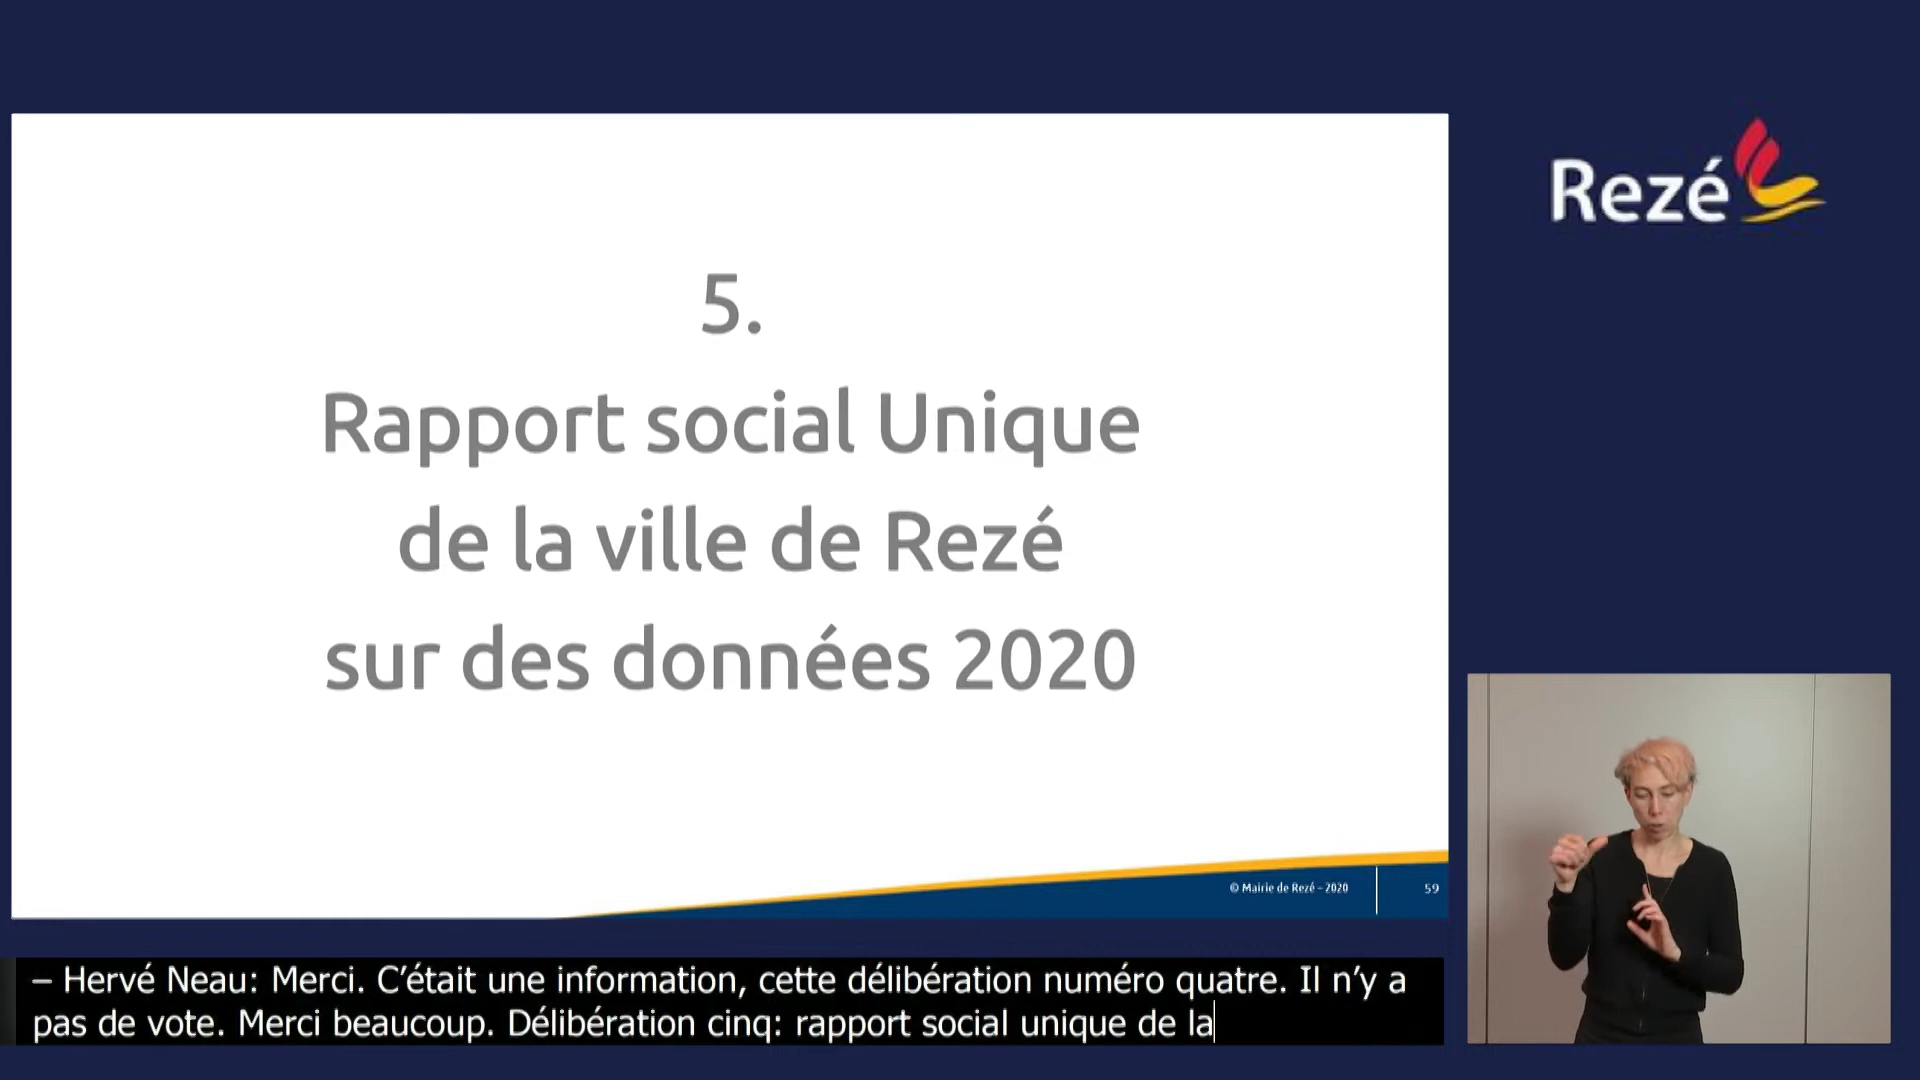 Rezé
5.
Rapport social Unique
de la ville de Rezé
sur des données 2020
© Mairie de Rezé – 2020
59
– Hervé Neau: Merci. C’était une information, cette délibération numéro quatre. Il n’y a
pas de vote. Merci beaucoup. Délibération cinq: rapport social unique de la